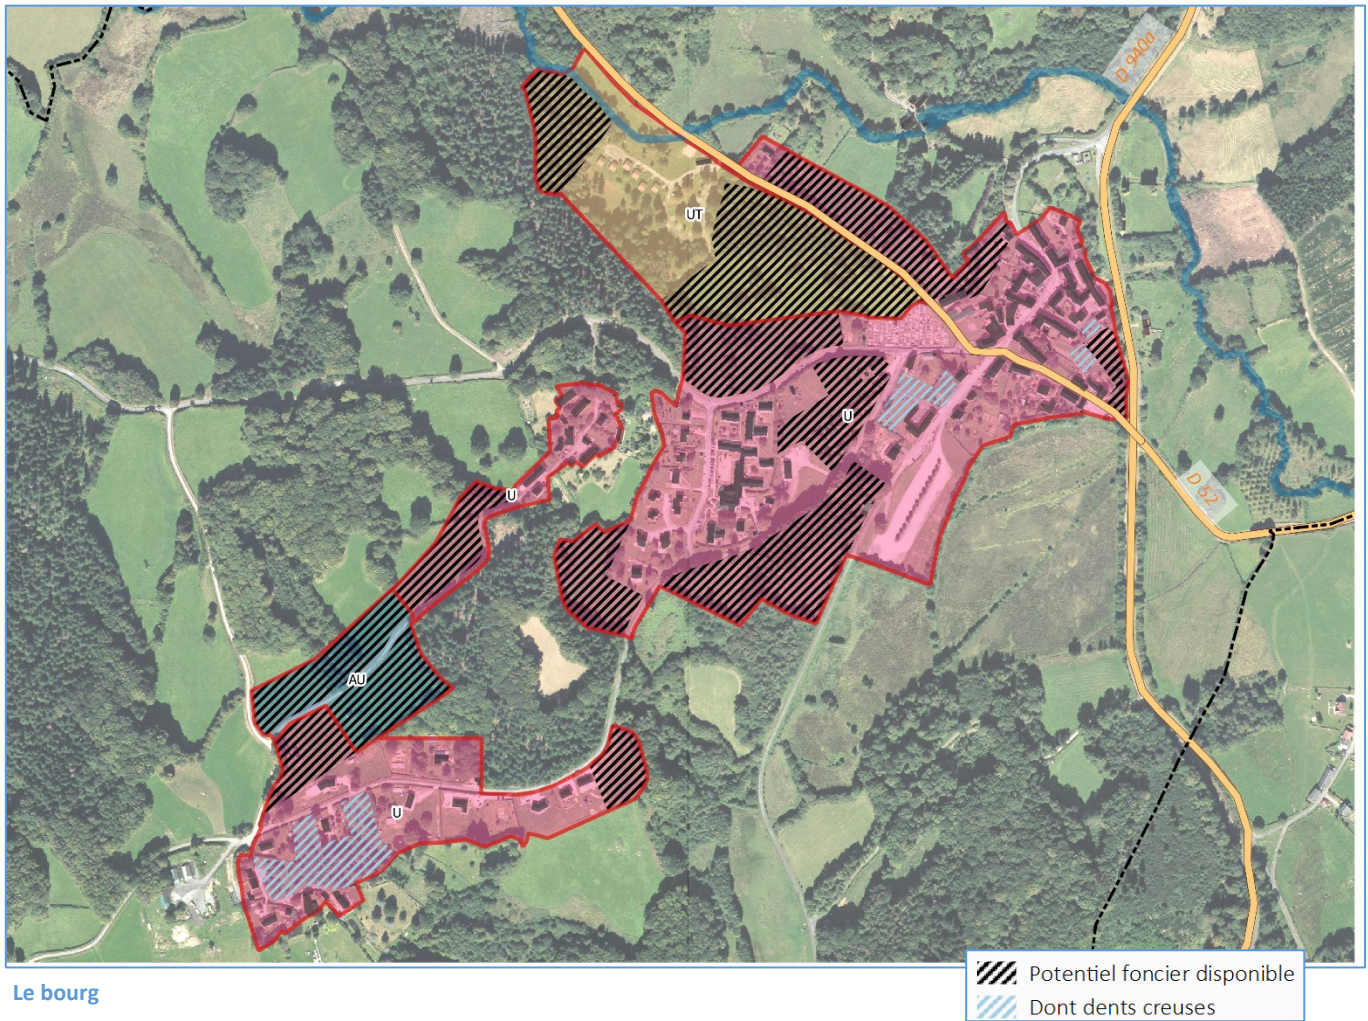 D 940a
UT
U
U
D 52
AU
U
Le bourg
Potentiel foncier disponible
Dont dents creuses